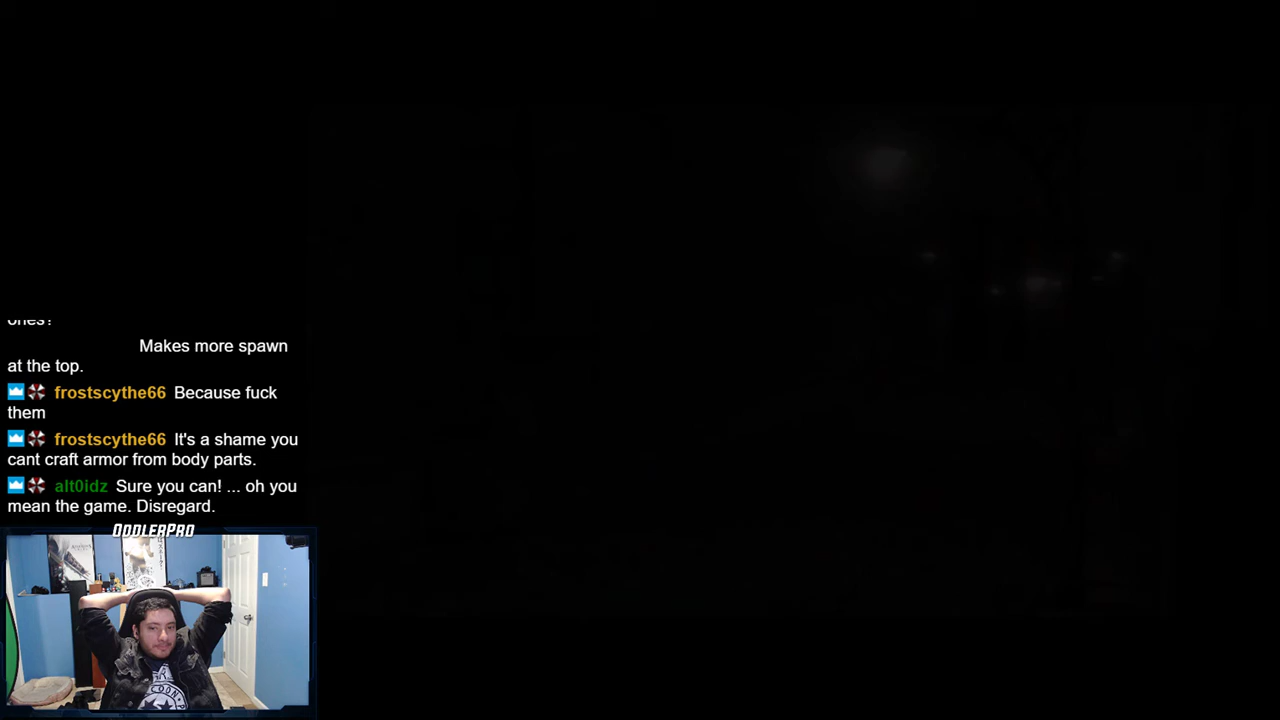 ones?
Makes more spawn
at the top.
frostscythe66 Because fuck
them
frostscythe66 It's a shame you
cant craft armor from body parts.
alt0idz Sure you can! ... oh you
mean the game. Disregard.
ODDLERPRO